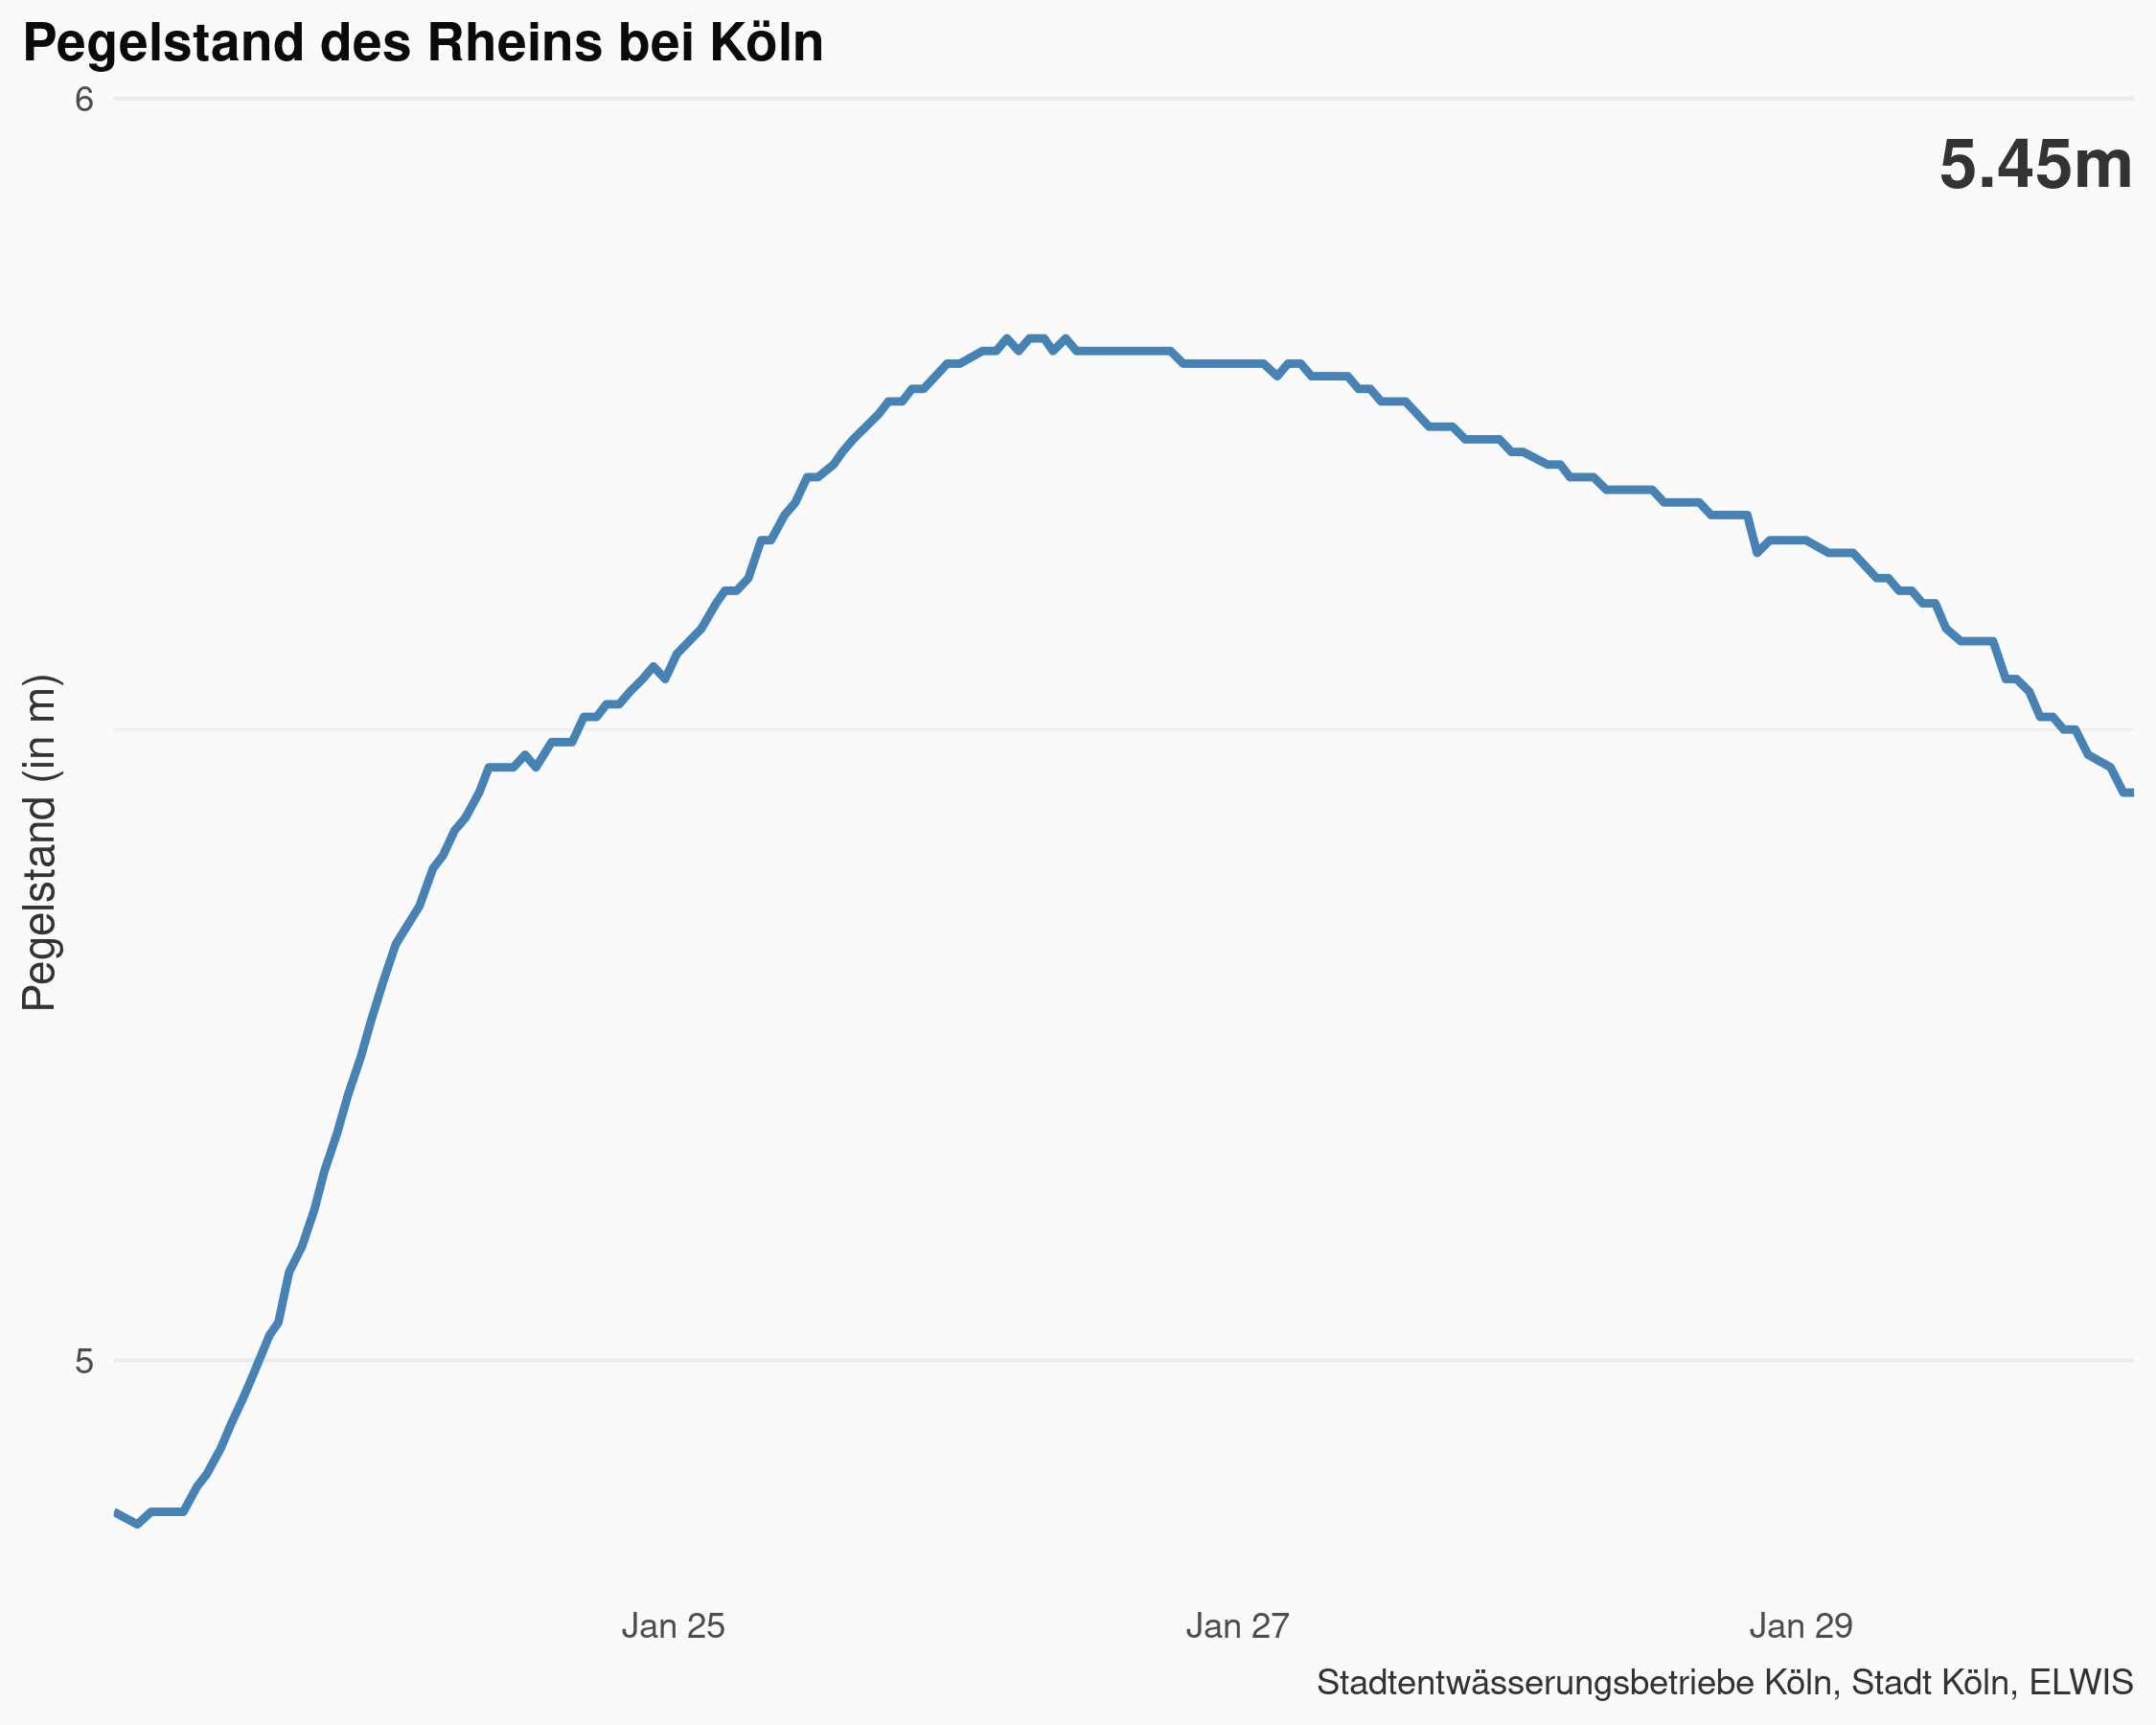 Pegelstand des Rheins bei Köln
6
5.45m
Pegelstand (in m)
5
Jan 25
Jan 27
Jan 29
Stadtentwässerungsbetriebe Köln, Stadt Köln, ELWIS